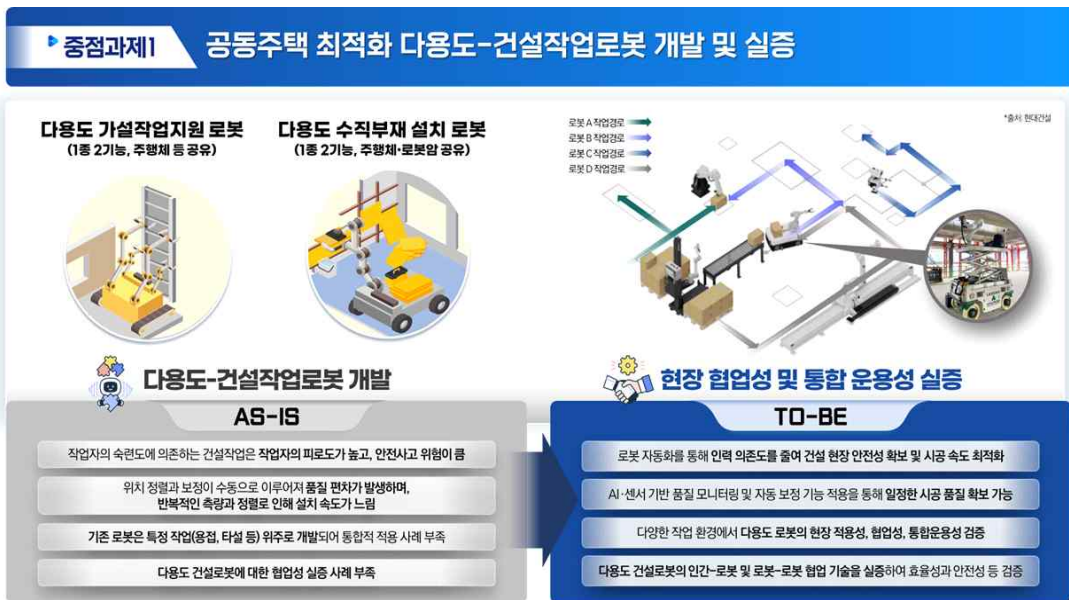 중점과제1
공동주택 최적화 다용도-건설작업로봇 개발 및 실증
다용도 가설작업지원 로봇
(1종 2기능, 주행체 등 공유)
다용도 수직부재 설치 로봇
(1종 2기능, 주행체·로봇암 공유)
로봇 A 작업경로
로봇 B 작업경로
로봇 C 작업경로
로봇 D 작업경로
*출처: 현대건설
다용도-건설작업로봇 개발
현장 협업성 및 통합 운용성 실증
AS-IS
작업자의 숙련도에 의존하는 건설작업은 작업자의 피로도가 높고, 안전사고 위험이 큼
위치 정렬과 보정이 수동으로 이루어져 품질 편차가 발생하며,
반복적인 측량과 정렬로 인해 설치 속도가 느림
기존 로봇은 특정 작업(용접, 타설 등) 위주로 개발되어 통합적 적용 사례 부족
다용도 건설로봇에 대한 협업성 실증 사례 부족
TO-BE
로봇 자동화를 통해 인력 의존도를 줄여 건설 현장 안전성 확보 및 시공 속도 최적화
AI·센서 기반 품질 모니터링 및 자동 보정 기능 적용을 통해 일정한 시공 품질 확보 가능
다양한 작업 환경에서 다용도 로봇의 현장 적용성, 협업성, 통합운용성 검증
다용도 건설로봇의 인간-로봇 및 로봇-로봇 협업 기술을 실증하여 효율성과 안전성 등 검증